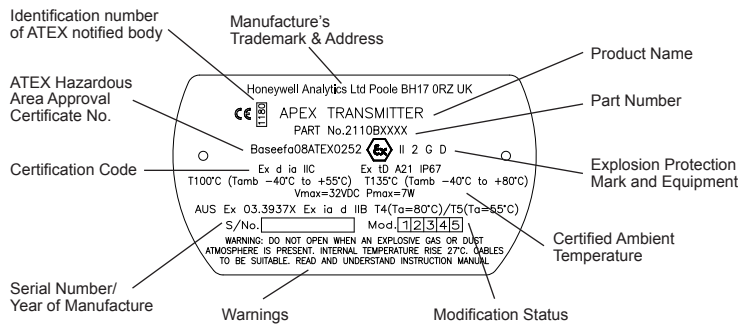 Identification number
of ATEX notified body
Manufacture's
Trademark & Address
Product Name
ATEX Hazardous
Area Approval
Certificate No.
Part Number
Certification Code
Explosion Protection
Mark and Equipment
Honeywell Analytics Ltd Poole BH17 0RZ UK
CE 1180 APEX TRANSMITTER
PART No.2110BXXXX
Baseefa08ATEX0252 Ex II 2 G D
Ex d ia IIC Ex tD A21 IP67
T100°C (Tamb -40°C to +55°C) T135°C (Tamb -40°C to +80°C)
Vmax=32VDC Pmax=7W
AUS Ex 03.3937X Ex ia d IIB T4(Ta=80°C)/T5(Ta=55°C)
S/No. Mod. 1 2 3 4 5
WARNING: DO NOT OPEN WHEN AN EXPLOSIVE GAS OR DUST
ATMOSPHERE IS PRESENT. INTERNAL TEMPERATURE RISE 27°C. CABLES
TO BE SUITABLE. READ AND UNDERSTAND INSTRUCTION MANUAL
Certified Ambient
Temperature
Serial Number/
Year of Manufacture
Warnings
Modification Status